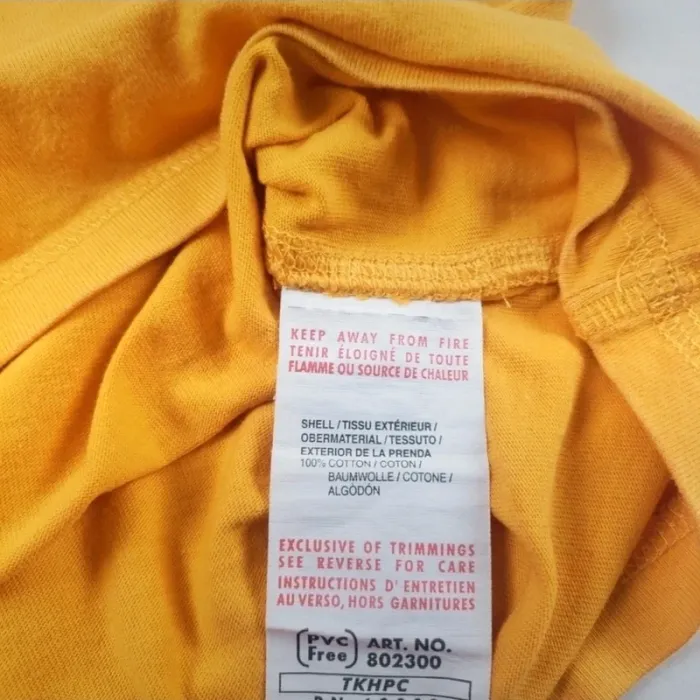 KEEP AWAY FROM FIRE
TENIR ÉLOIGNÉ DE TOUTE
FLAMME OU SOURCE DE CHALEUR
SHELL / TISSU EXTÉRIEUR /
OBERMATERIAL / TESSUTO /
EXTERIOR DE LA PRENDA
100% COTTON / COTON /
BAUMWOLLE / COTONE /
ALGÒDÓN
EXCLUSIVE OF TRIMMINGS
SEE REVERSE FOR CARE
INSTRUCTIONS D' ENTRETIEN
AU VERSO, HORS GARNITURES
PVC Free
ART. NO.
802300
TKHPC